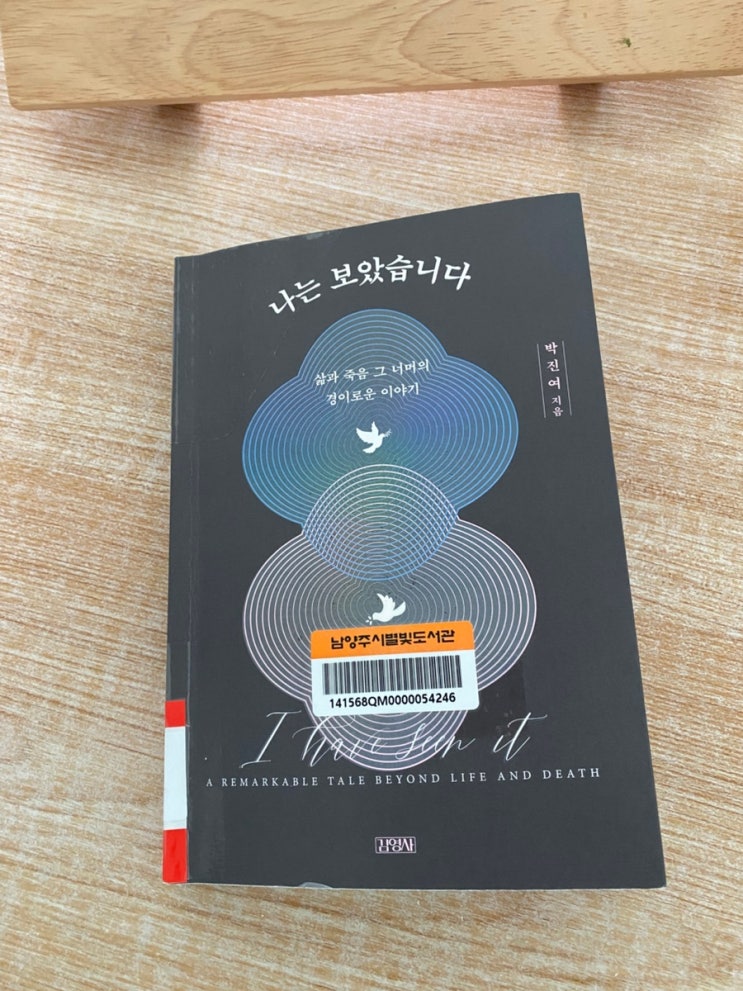 나는 보았습니다
삶과 죽음 그 너머의
경이로운 이야기
박진여 지음
남양주시별빛도서관
141568QM0000054246
I have seen it
A REMARKABLE TALE BEYOND LIFE AND DEATH
김영사